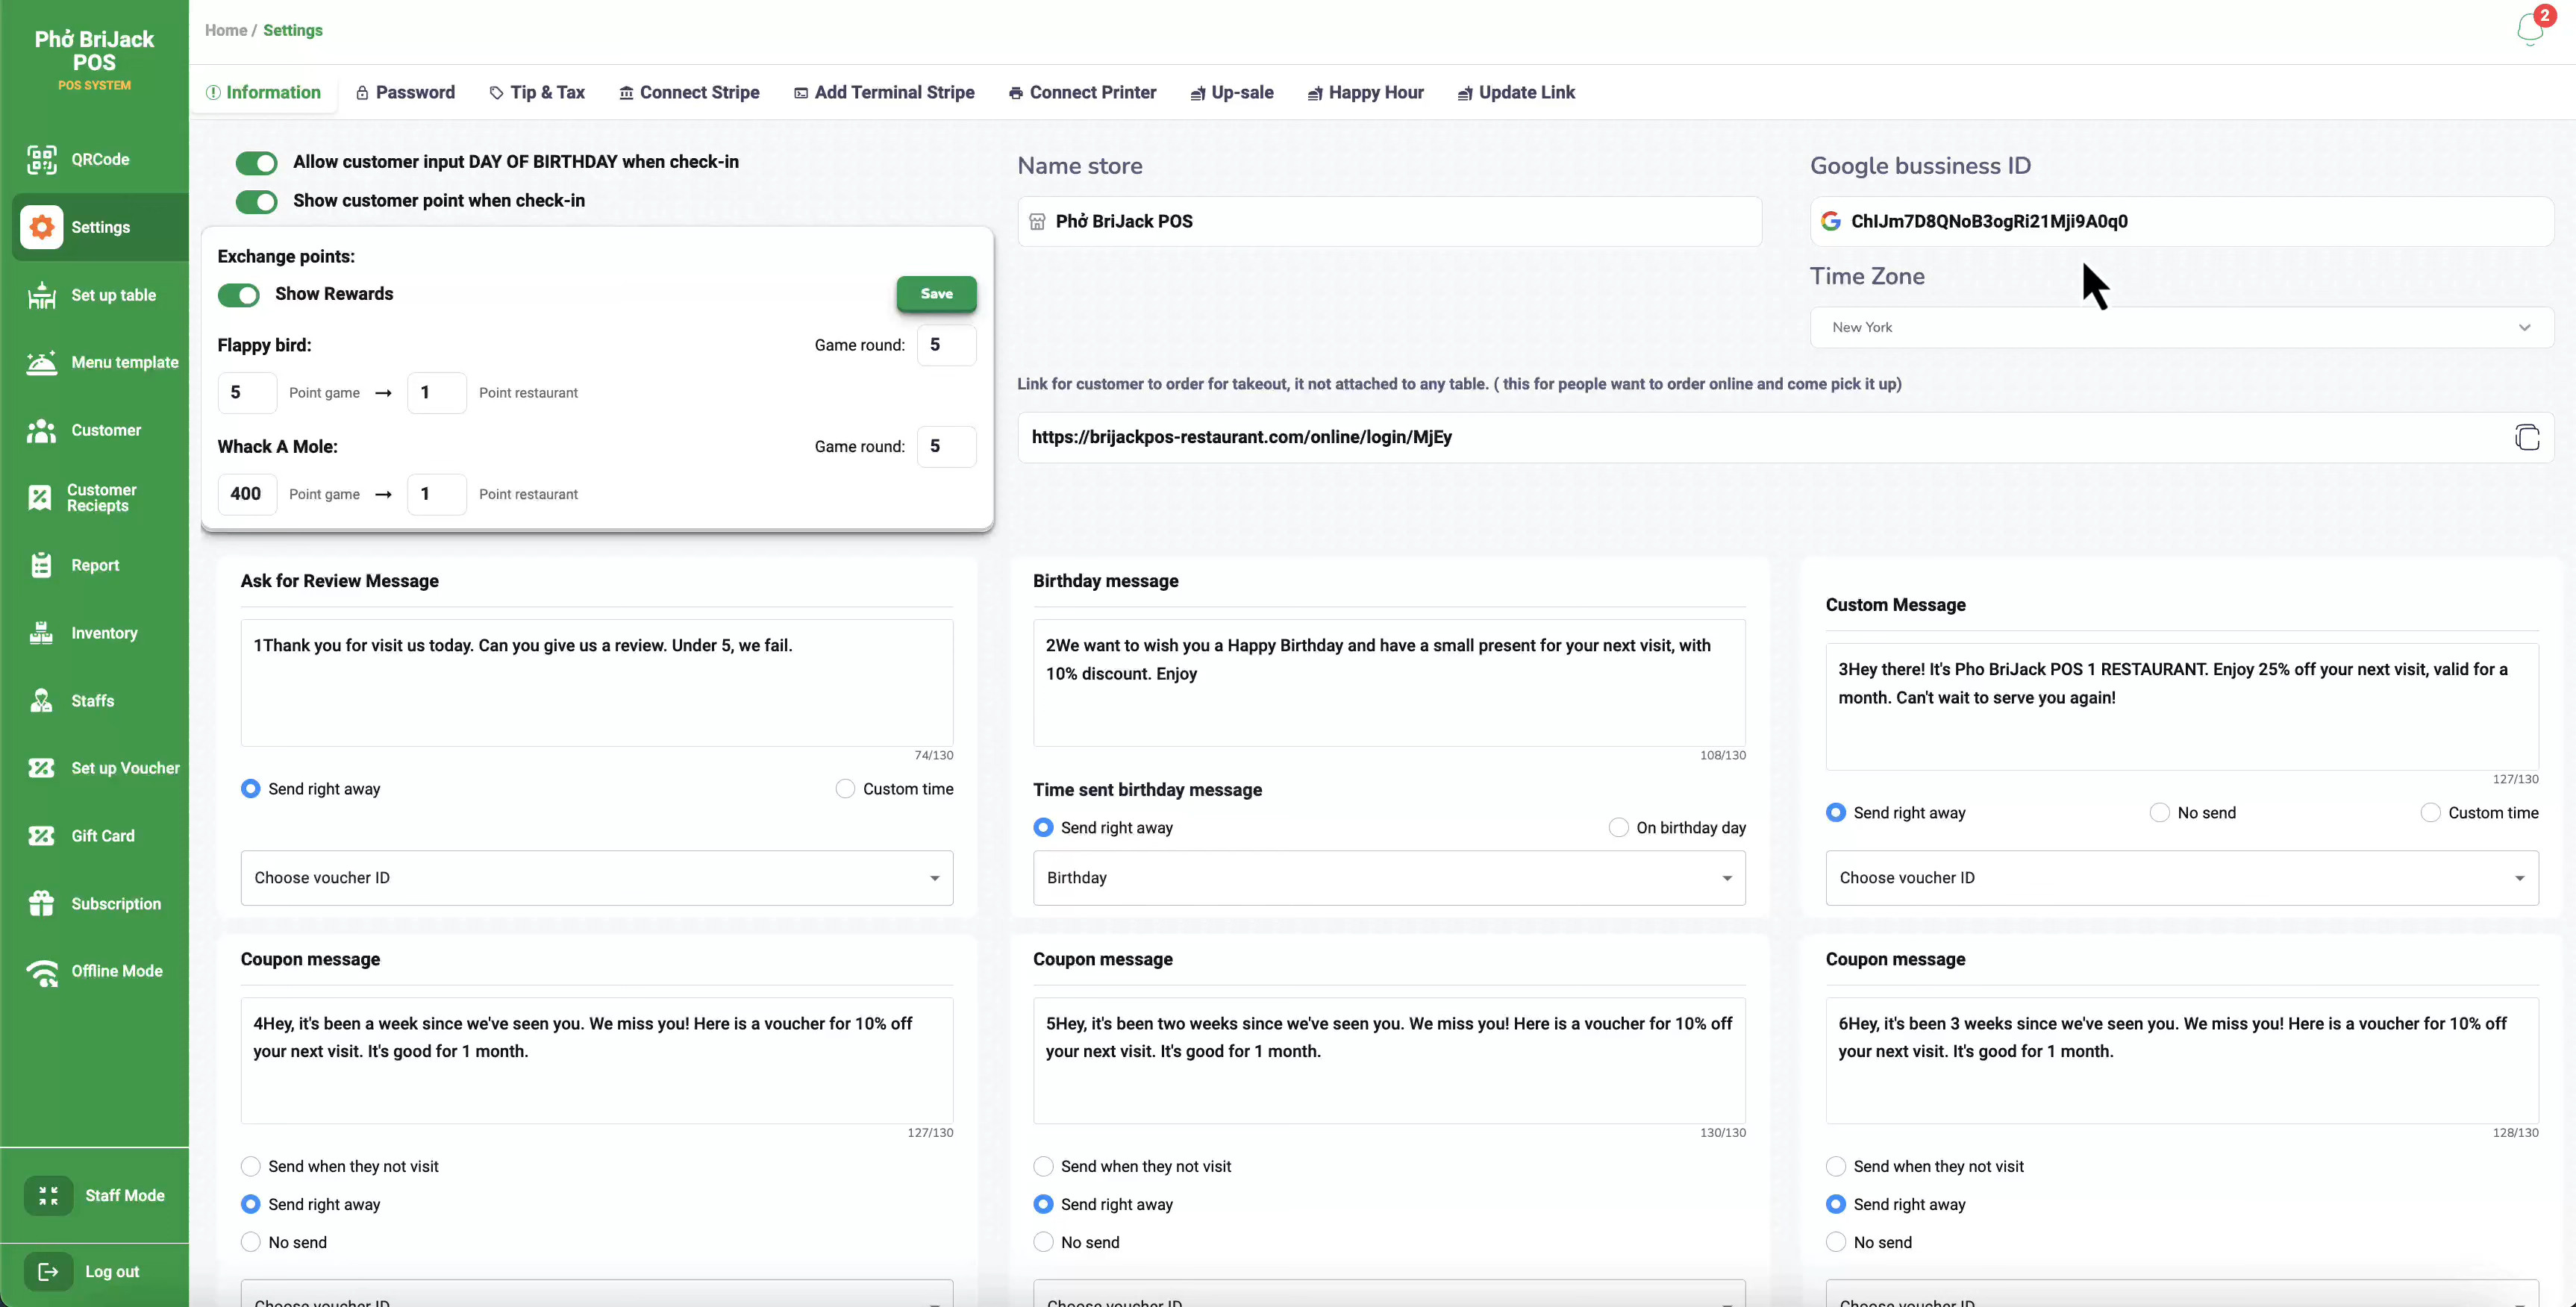 Phở BriJack
POS
POS SYSTEM
QRCode
Settings
Set up table
Menu template
Customer
Customer
Reciepts
Report
Inventory
Staffs
Set up Voucher
Gift Card
Subscription
Offline Mode
Staff Mode
Log out
Home / Settings
2
Information Password Tip & Tax Connect Stripe Add Terminal Stripe Connect Printer Up-sale Happy Hour Update Link
Allow customer input DAY OF BIRTHDAY when check-in
Show customer point when check-in
Exchange points:
Show Rewards
Save
Flappy bird:
Game round: 5
5 Point game → 1 Point restaurant
Whack A Mole:
Game round: 5
400 Point game → 1 Point restaurant
Name store
Phở BriJack POS
Google bussiness ID
ChIJm7D8QNoB3ogRi21Mji9A0q0
Time Zone
New York
Link for customer to order for takeout, it not attached to any table. ( this for people want to order online and come pick it up)
https://brijackpos-restaurant.com/online/login/MjEy
Ask for Review Message
1Thank you for visit us today. Can you give us a review. Under 5, we fail.
74/130
Send right away
Custom time
Choose voucher ID
Birthday message
2We want to wish you a Happy Birthday and have a small present for your next visit, with
10% discount. Enjoy
108/130
Time sent birthday message
Send right away
On birthday day
Birthday
Custom Message
3Hey there! It's Pho BriJack POS 1 RESTAURANT. Enjoy 25% off your next visit, valid for a
month. Can't wait to serve you again!
127/130
Send right away
No send
Custom time
Choose voucher ID
Coupon message
4Hey, it's been a week since we've seen you. We miss you! Here is a voucher for 10% off
your next visit. It's good for 1 month.
127/130
Send when they not visit
Send right away
No send
Choose voucher ID
Coupon message
5Hey, it's been two weeks since we've seen you. We miss you! Here is a voucher for 10% off
your next visit. It's good for 1 month.
130/130
Send when they not visit
Send right away
No send
Choose voucher ID
Coupon message
6Hey, it's been 3 weeks since we've seen you. We miss you! Here is a voucher for 10% off
your next visit. It's good for 1 month.
128/130
Send when they not visit
Send right away
No send
Choose voucher ID